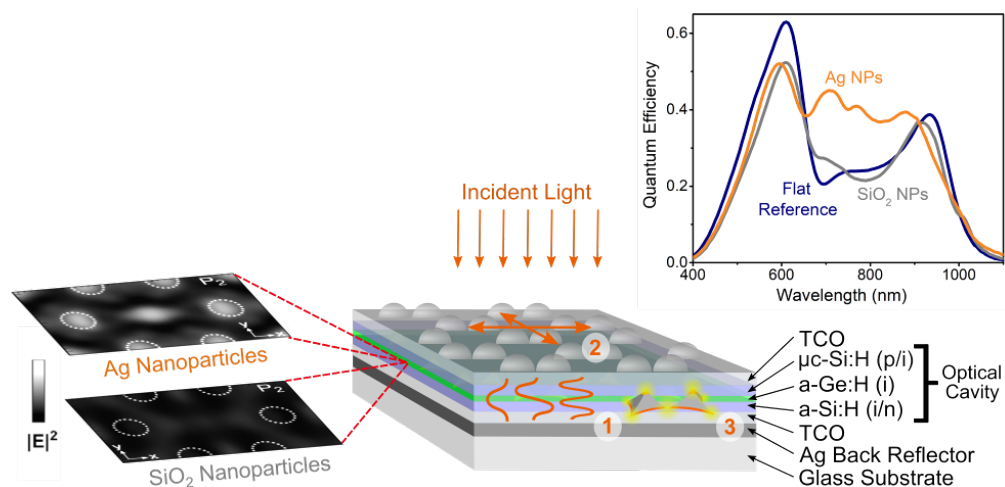 0.6
0.4
0.2
0.0
Quantum Efficiency
Ag NPs
Flat
Reference
SiO₂ NPs
400
600
800
1000
Wavelength (nm)
Incident Light
P₂
y
x
Ag Nanoparticles
|E|²
P₂
y
x
SiO₂ Nanoparticles
2
1
3
TCO
µc-Si:H (p/i)
a-Ge:H (i)
a-Si:H (i/n)
TCO
Ag Back Reflector
Glass Substrate
Optical
Cavity